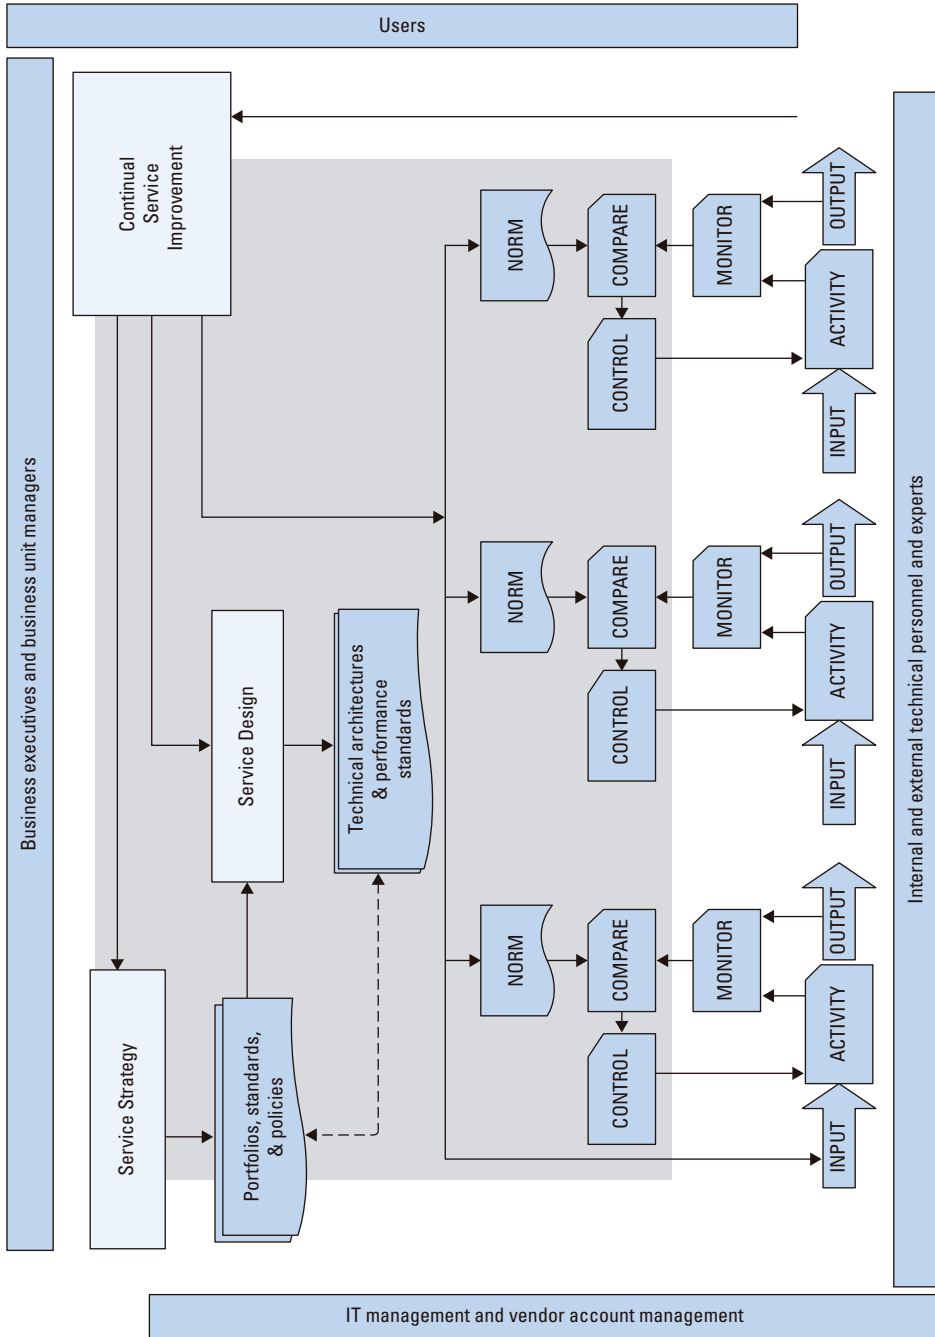 Users
Business executives and business unit managers
Continual
Service
Improvement
Service Strategy
Portfolios, standards,
& policies
Service Design
Technical architectures
& performance
standards
NORM
COMPARE
CONTROL
MONITOR
INPUT
ACTIVITY
OUTPUT
NORM
COMPARE
CONTROL
MONITOR
INPUT
ACTIVITY
OUTPUT
NORM
COMPARE
CONTROL
MONITOR
INPUT
ACTIVITY
OUTPUT
Internal and external technical personnel and experts
IT management and vendor account management